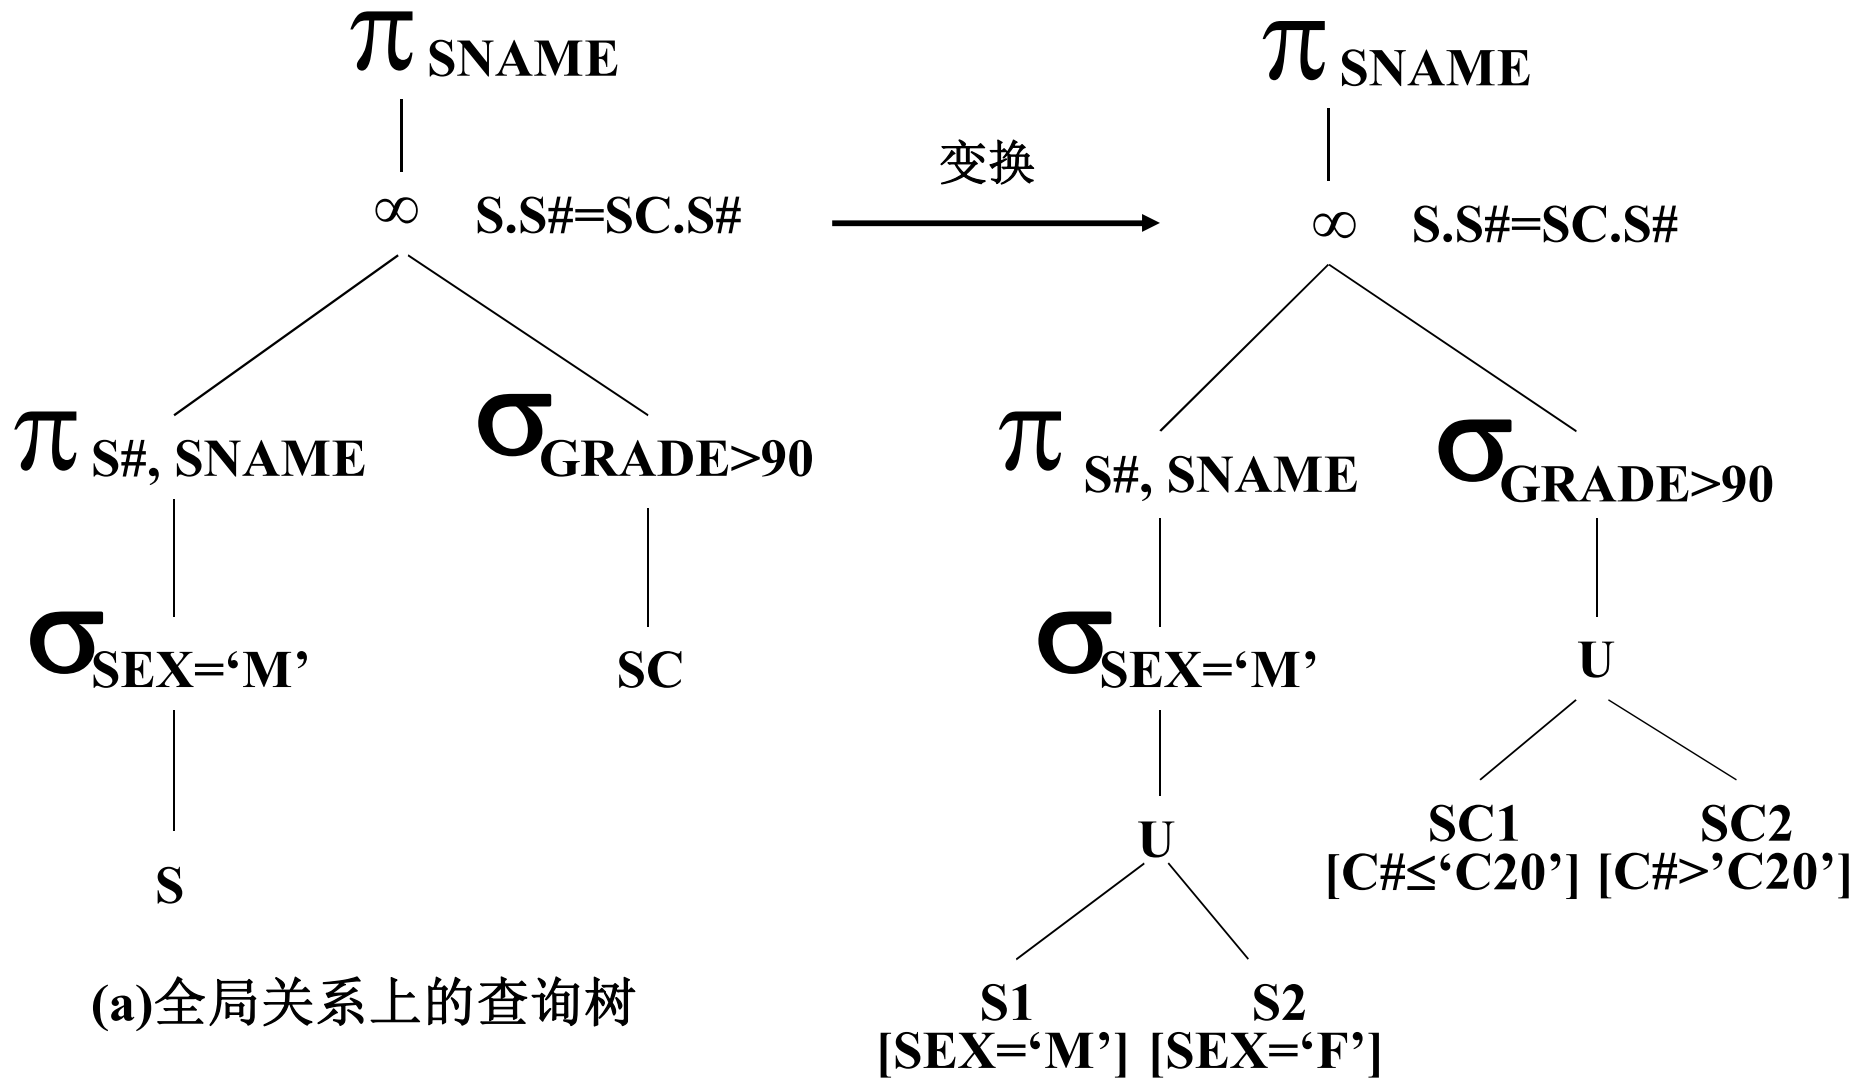 π SNAME
∞ S.S#=SC.S#
π S#, SNAME
σGRADE>90
σSEX=‘M’
SC
S
(a)全局关系上的查询树
变换
π SNAME
∞ S.S#=SC.S#
π S#, SNAME
σGRADE>90
σSEX=‘M’
U
U
SC1
[C#≤‘C20’]
SC2
[C#>’C20’]
S1
[SEX=‘M’]
S2
[SEX=‘F’]